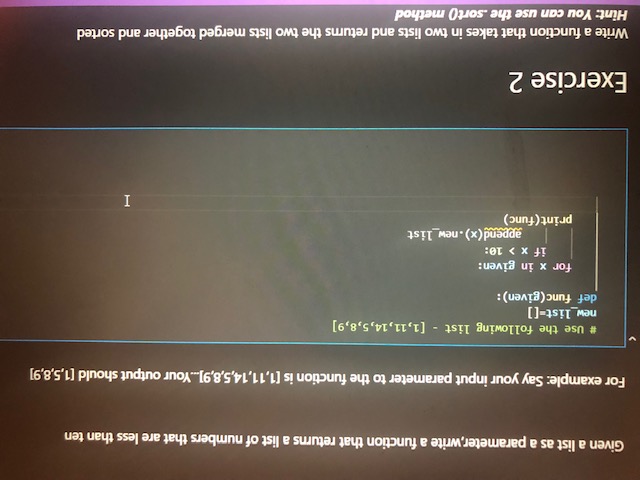 Given a list as a parameter,write a function that returns a list of numbers that are less than ten
For example: Say your input parameter to the function is [1,11,14,5,8,9]...Your output should [1,5,8,9]
# Use the following list - [1,11,14,5,8,9]
new_list=[]
def func(given):
for x in given:
if x > 10:
append(x).new_list
print(func)
Exercise 2
Write a function that takes in two lists and returns the two lists merged together and sorted
Hint: You can use the .sort() method